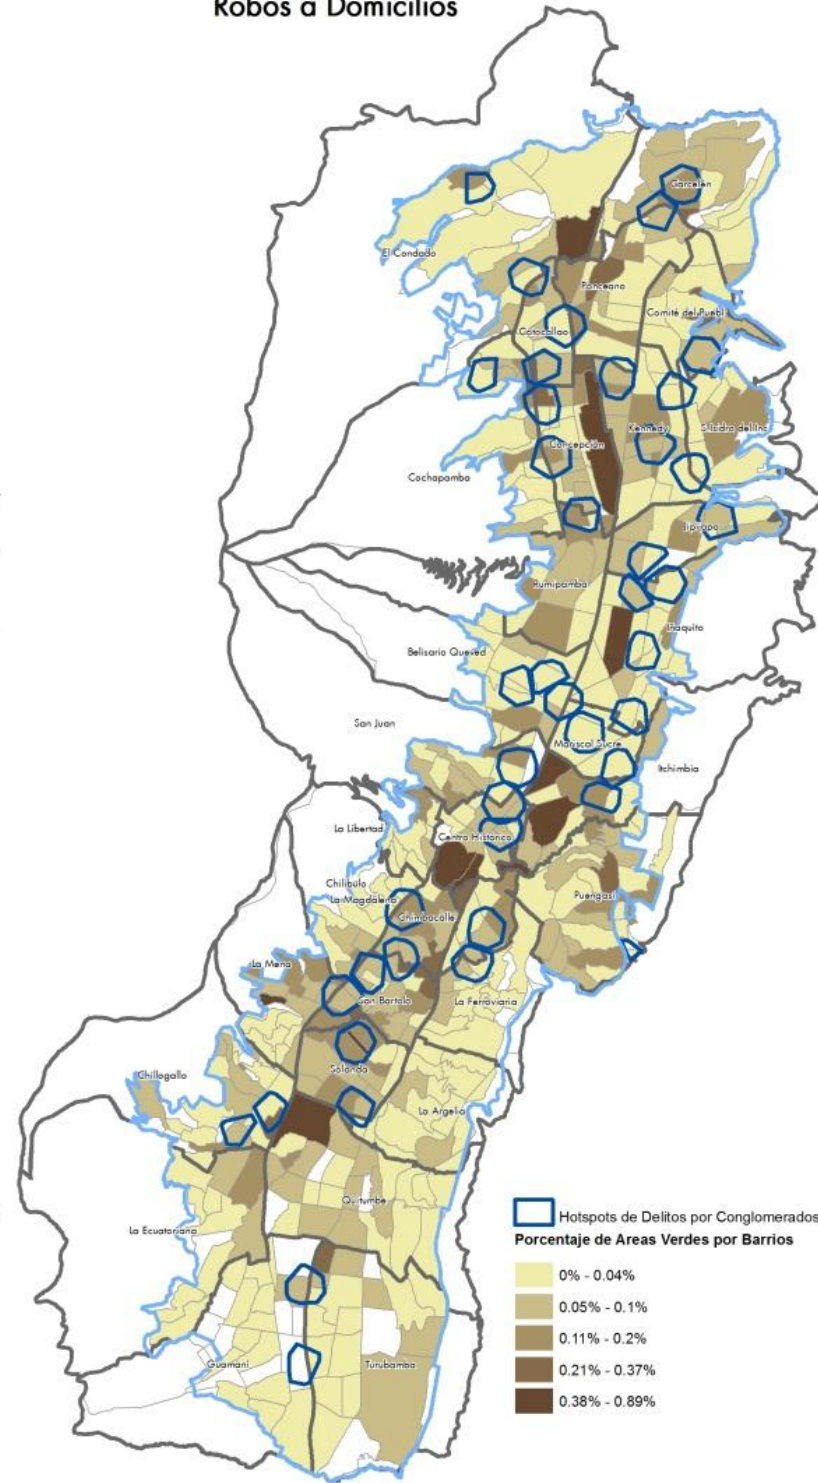 Robos a Domicilios
Garcelén
El Condado
Ponceano
Comité del Puebl
Cotocollao
Kennedy
S.Isidro del Inc
Concepción
Cochapamba
Jipijapa
Rumipamba
Iñaquito
Belisario Queved
San Juan
Mariscal Sucre
Itchimbia
La Libertad
Centro Historico
Chilibulo
La Magdalena
Puengasi
Chimbacalle
La Mena
San Bartolo
La Ferroviaria
Solanda
Chillogallo
La Argelia
Quitumbe
La Ecuatoriana
Guamani
Turubamba
Hotspots de Delitos por Conglomerados
Porcentaje de Areas Verdes por Barrios
0% - 0.04%
0.05% - 0.1%
0.11% - 0.2%
0.21% - 0.37%
0.38% - 0.89%